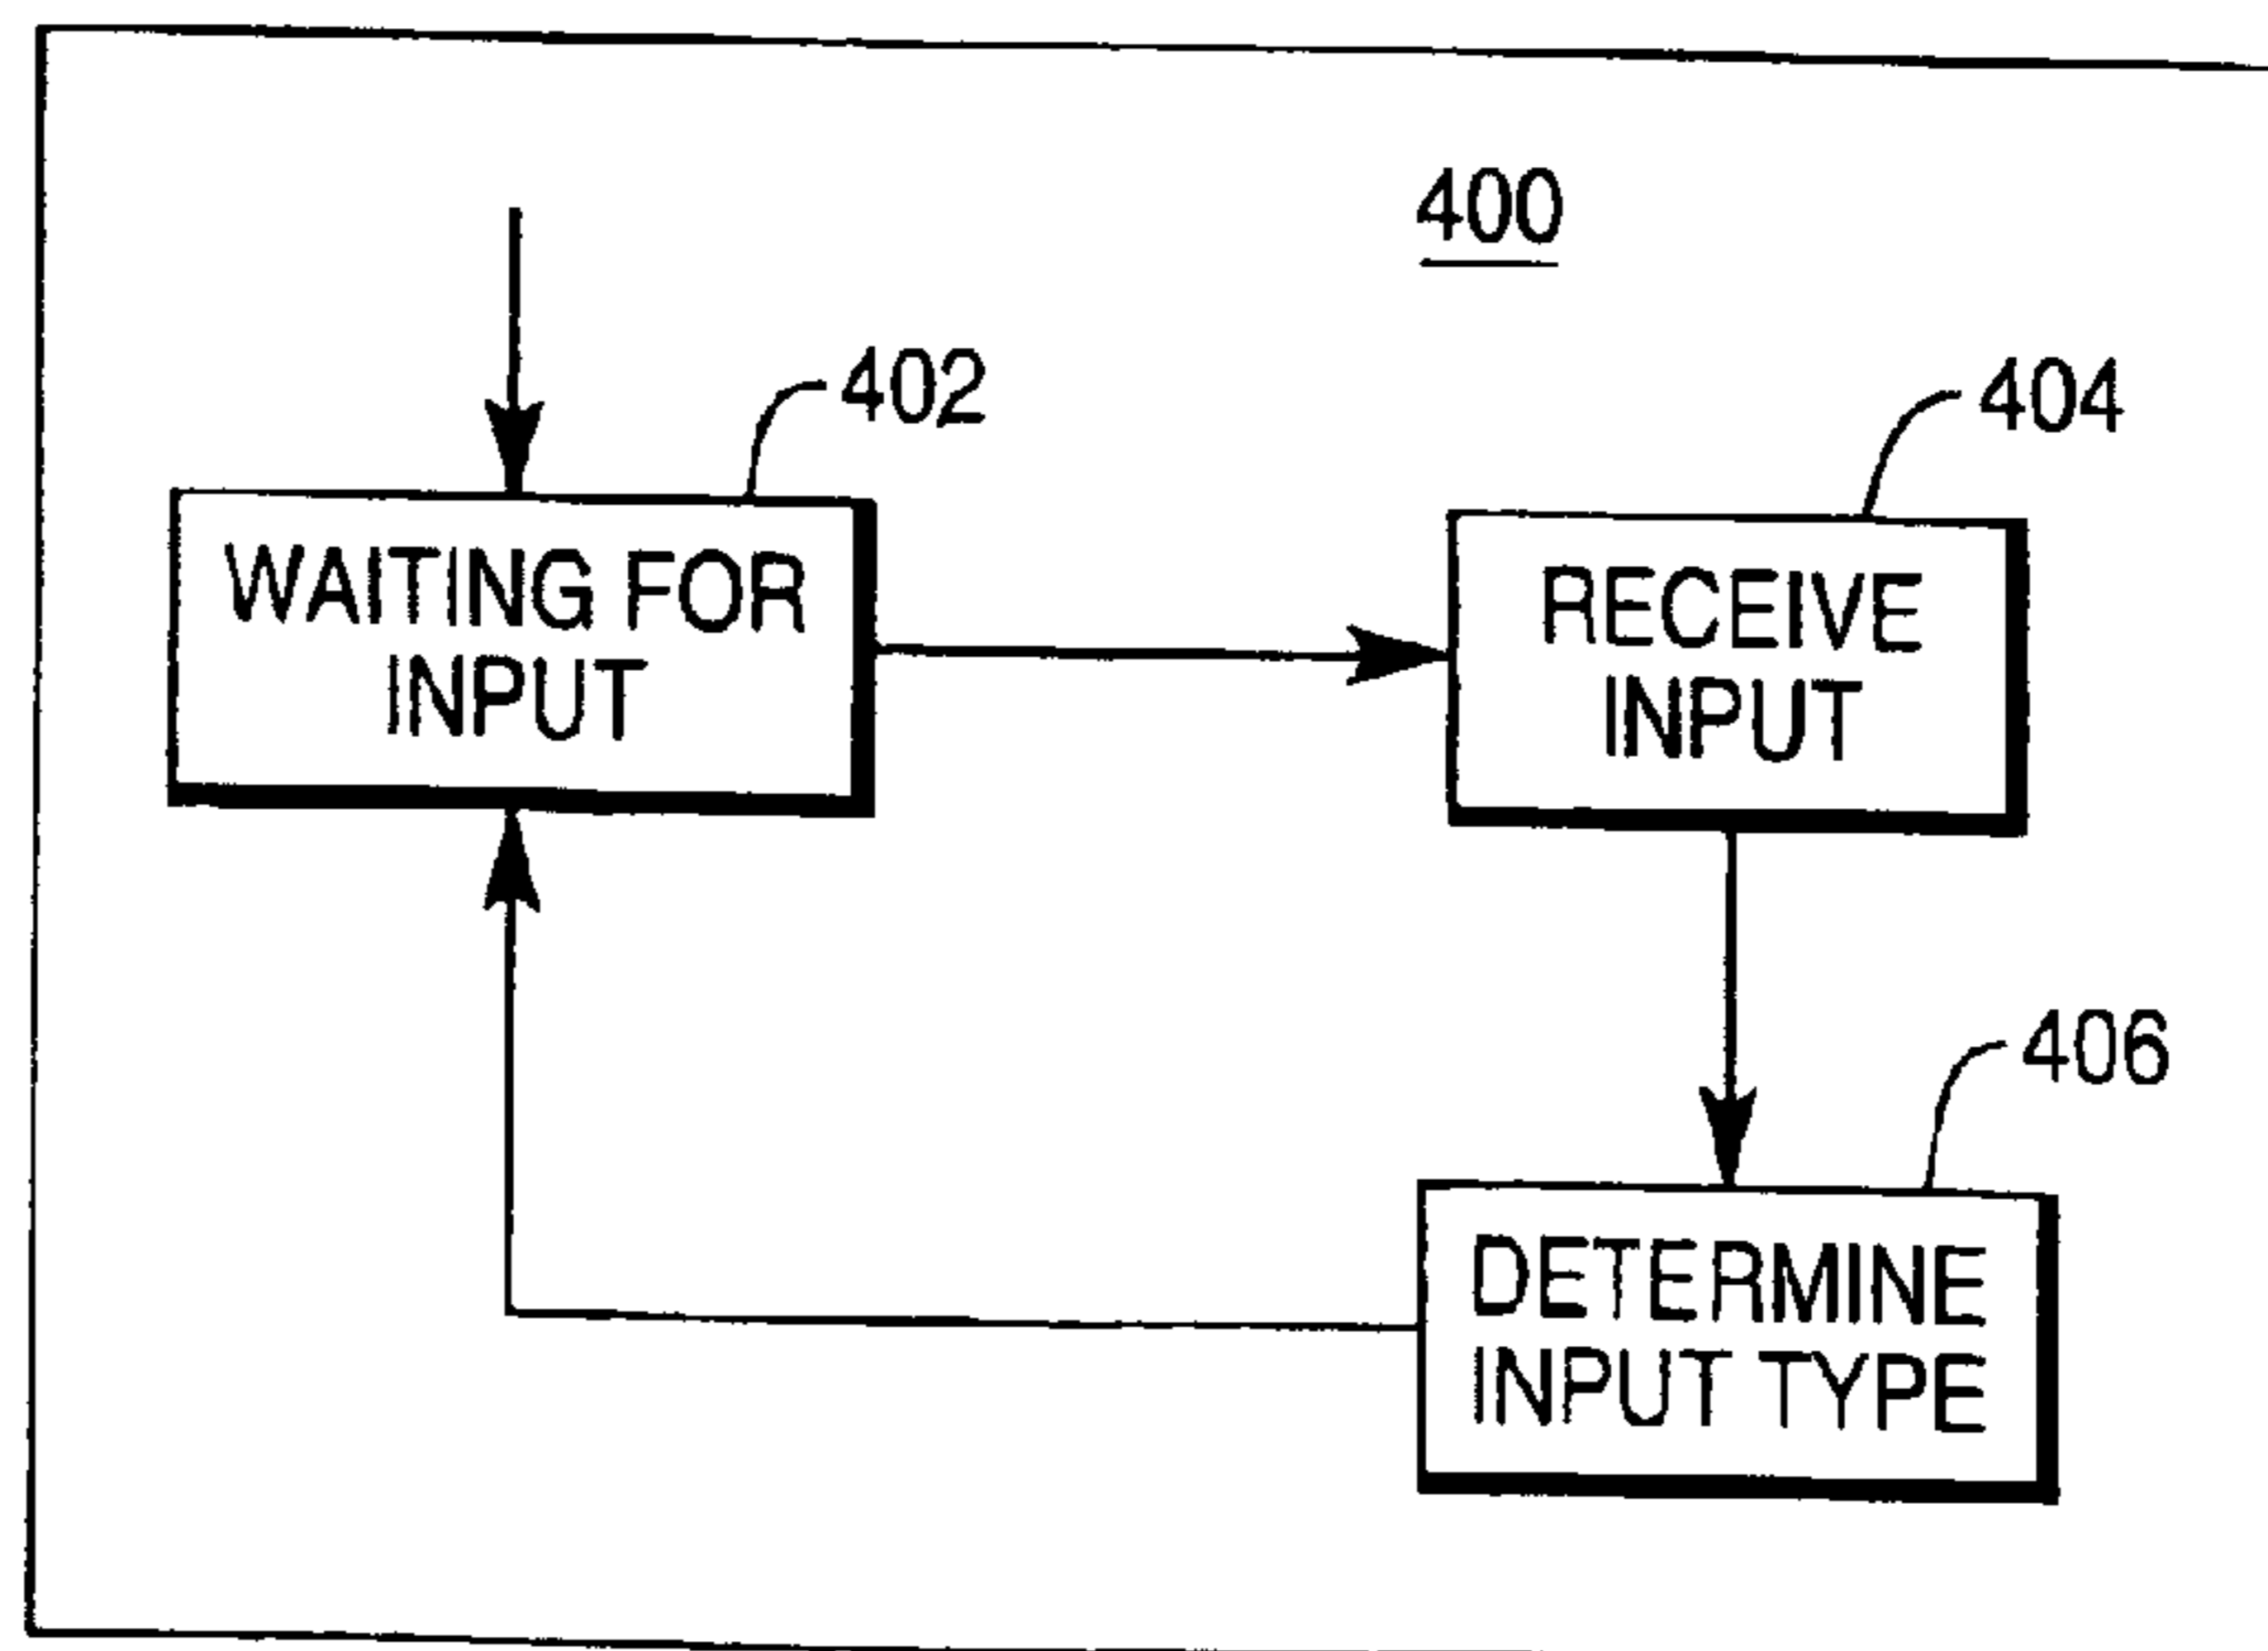 400
402
WAITING FOR
INPUT
404
RECEIVE
INPUT
406
DETERMINE
INPUT TYPE